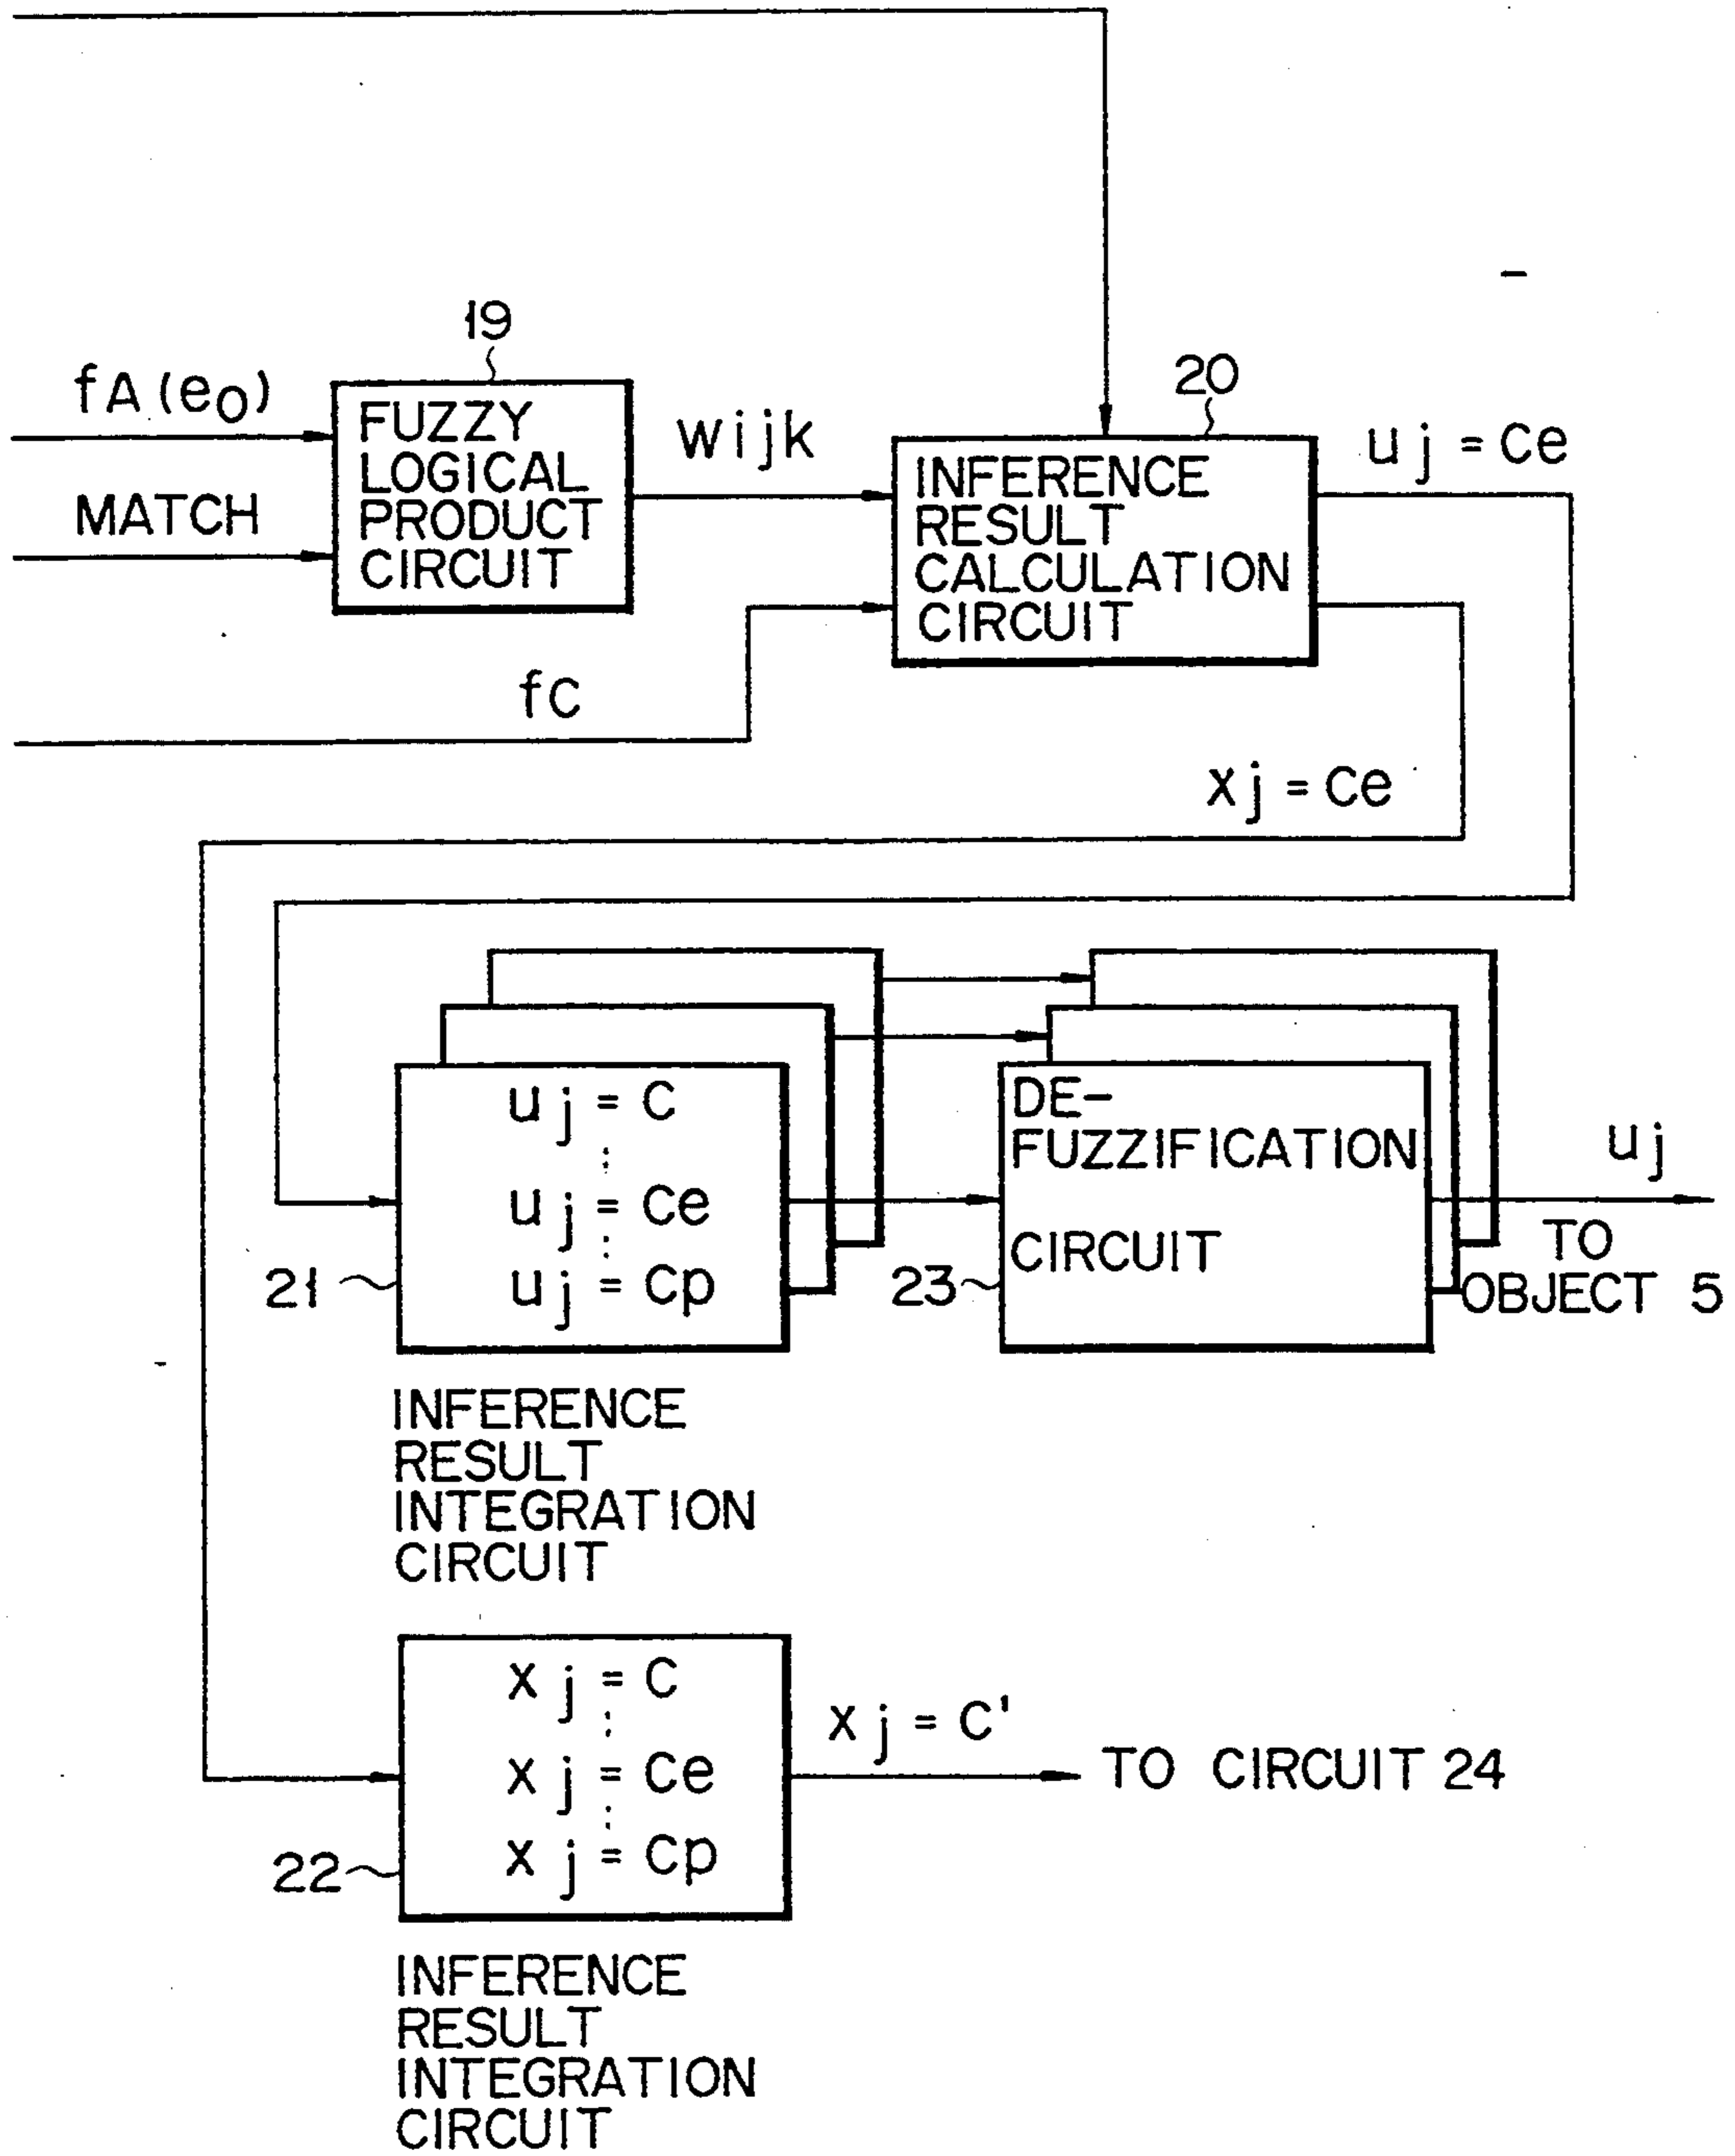 19
fA(e0)
FUZZY
LOGICAL
PRODUCT
CIRCUIT
MATCH
wijk
20
INFERENCE
RESULT
CALCULATION
CIRCUIT
uj = Ce
fC
xj = Ce
uj = C
uj = Ce
uj = Cp
21
INFERENCE
RESULT
INTEGRATION
CIRCUIT
DE-
FUZZIFICATION
CIRCUIT
23
uj
TO
OBJECT 5
xj = C
xj = Ce
xj = Cp
22
INFERENCE
RESULT
INTEGRATION
CIRCUIT
xj = C'
TO CIRCUIT 24